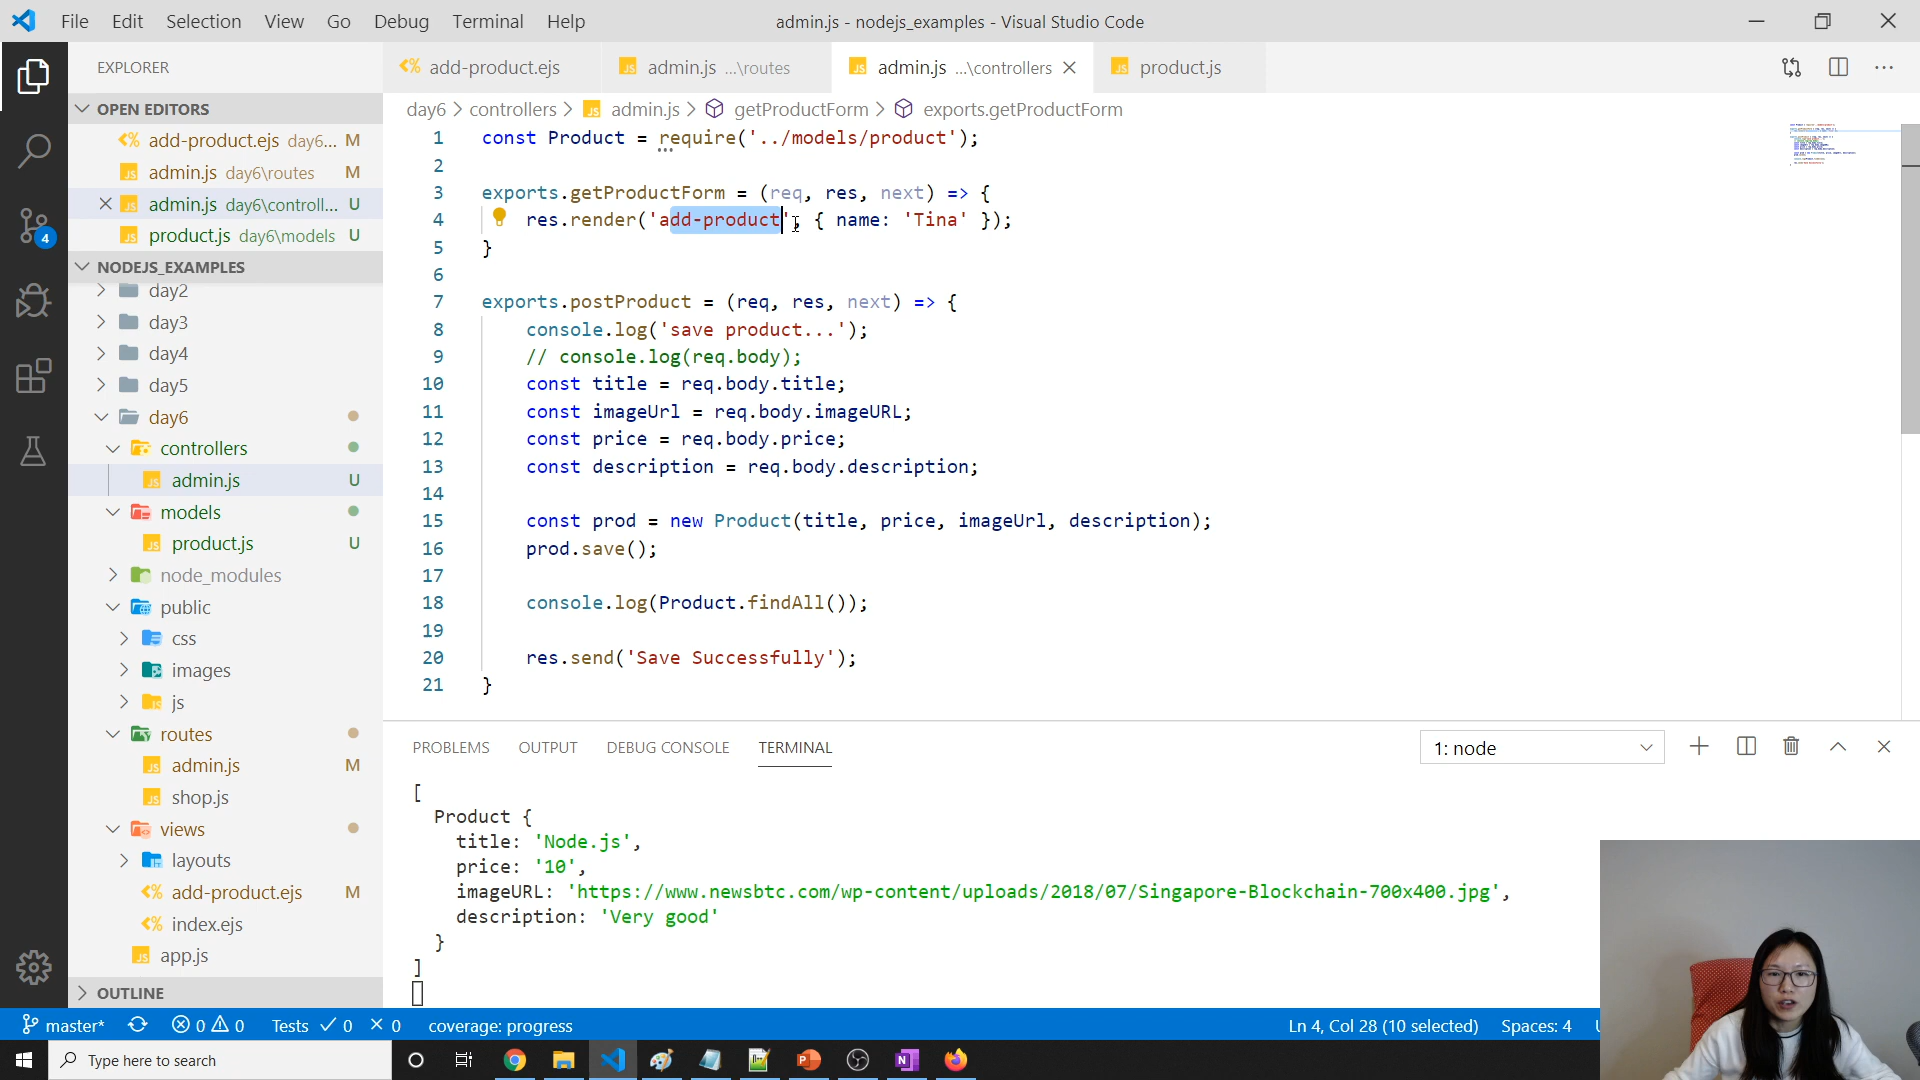 File Edit Selection View Go Debug Terminal Help
admin.js - nodejs_examples - Visual Studio Code
EXPLORER
OPEN EDITORS
add-product.ejs day6... M
admin.js day6\routes M
admin.js day6\controll... U
product.js day6\models U
NODEJS_EXAMPLES
day2
day3
day4
day5
day6
controllers
admin.js U
models
product.js U
node_modules
public
css
images
js
routes
admin.js M
shop.js
views
layouts
add-product.ejs M
index.ejs
app.js
OUTLINE
4
add-product.ejs
admin.js ...\routes
admin.js ...\controllers
product.js
day6 > controllers > admin.js > getProductForm > exports.getProductForm
1 const Product = require('../models/product');
2
3 exports.getProductForm = (req, res, next) => {
4 res.render('add-product', { name: 'Tina' });
5 }
6
7 exports.postProduct = (req, res, next) => {
8 console.log('save product...');
9 // console.log(req.body);
10 const title = req.body.title;
11 const imageUrl = req.body.imageURL;
12 const price = req.body.price;
13 const description = req.body.description;
14
15 const prod = new Product(title, price, imageUrl, description);
16 prod.save();
17
18 console.log(Product.findAll());
19
20 res.send('Save Successfully');
21 }
PROBLEMS OUTPUT DEBUG CONSOLE TERMINAL
1: node
[
Product {
title: 'Node.js',
price: '10',
imageURL: 'https://www.newsbtc.com/wp-content/uploads/2018/07/Singapore-Blockchain-700x400.jpg',
description: 'Very good'
}
]
master* 0 0 Tests 0 0 coverage: progress
Ln 4, Col 28 (10 selected) Spaces: 4
Type here to search